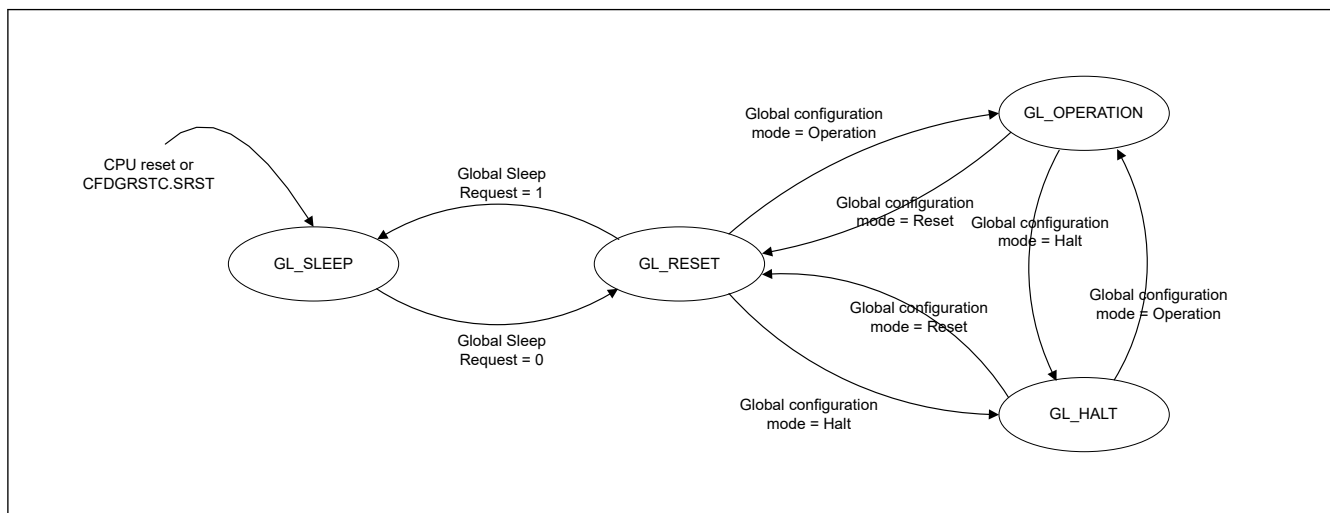 CPU reset or
CFDGRSTC.SRST
GL_SLEEP
Global Sleep
Request = 1
Global Sleep
Request = 0
GL_RESET
Global configuration
mode = Operation
Global configuration
mode = Reset
GL_OPERATION
Global configuration
mode = Halt
Global configuration
mode = Operation
Global configuration
mode = Reset
Global configuration
mode = Halt
GL_HALT